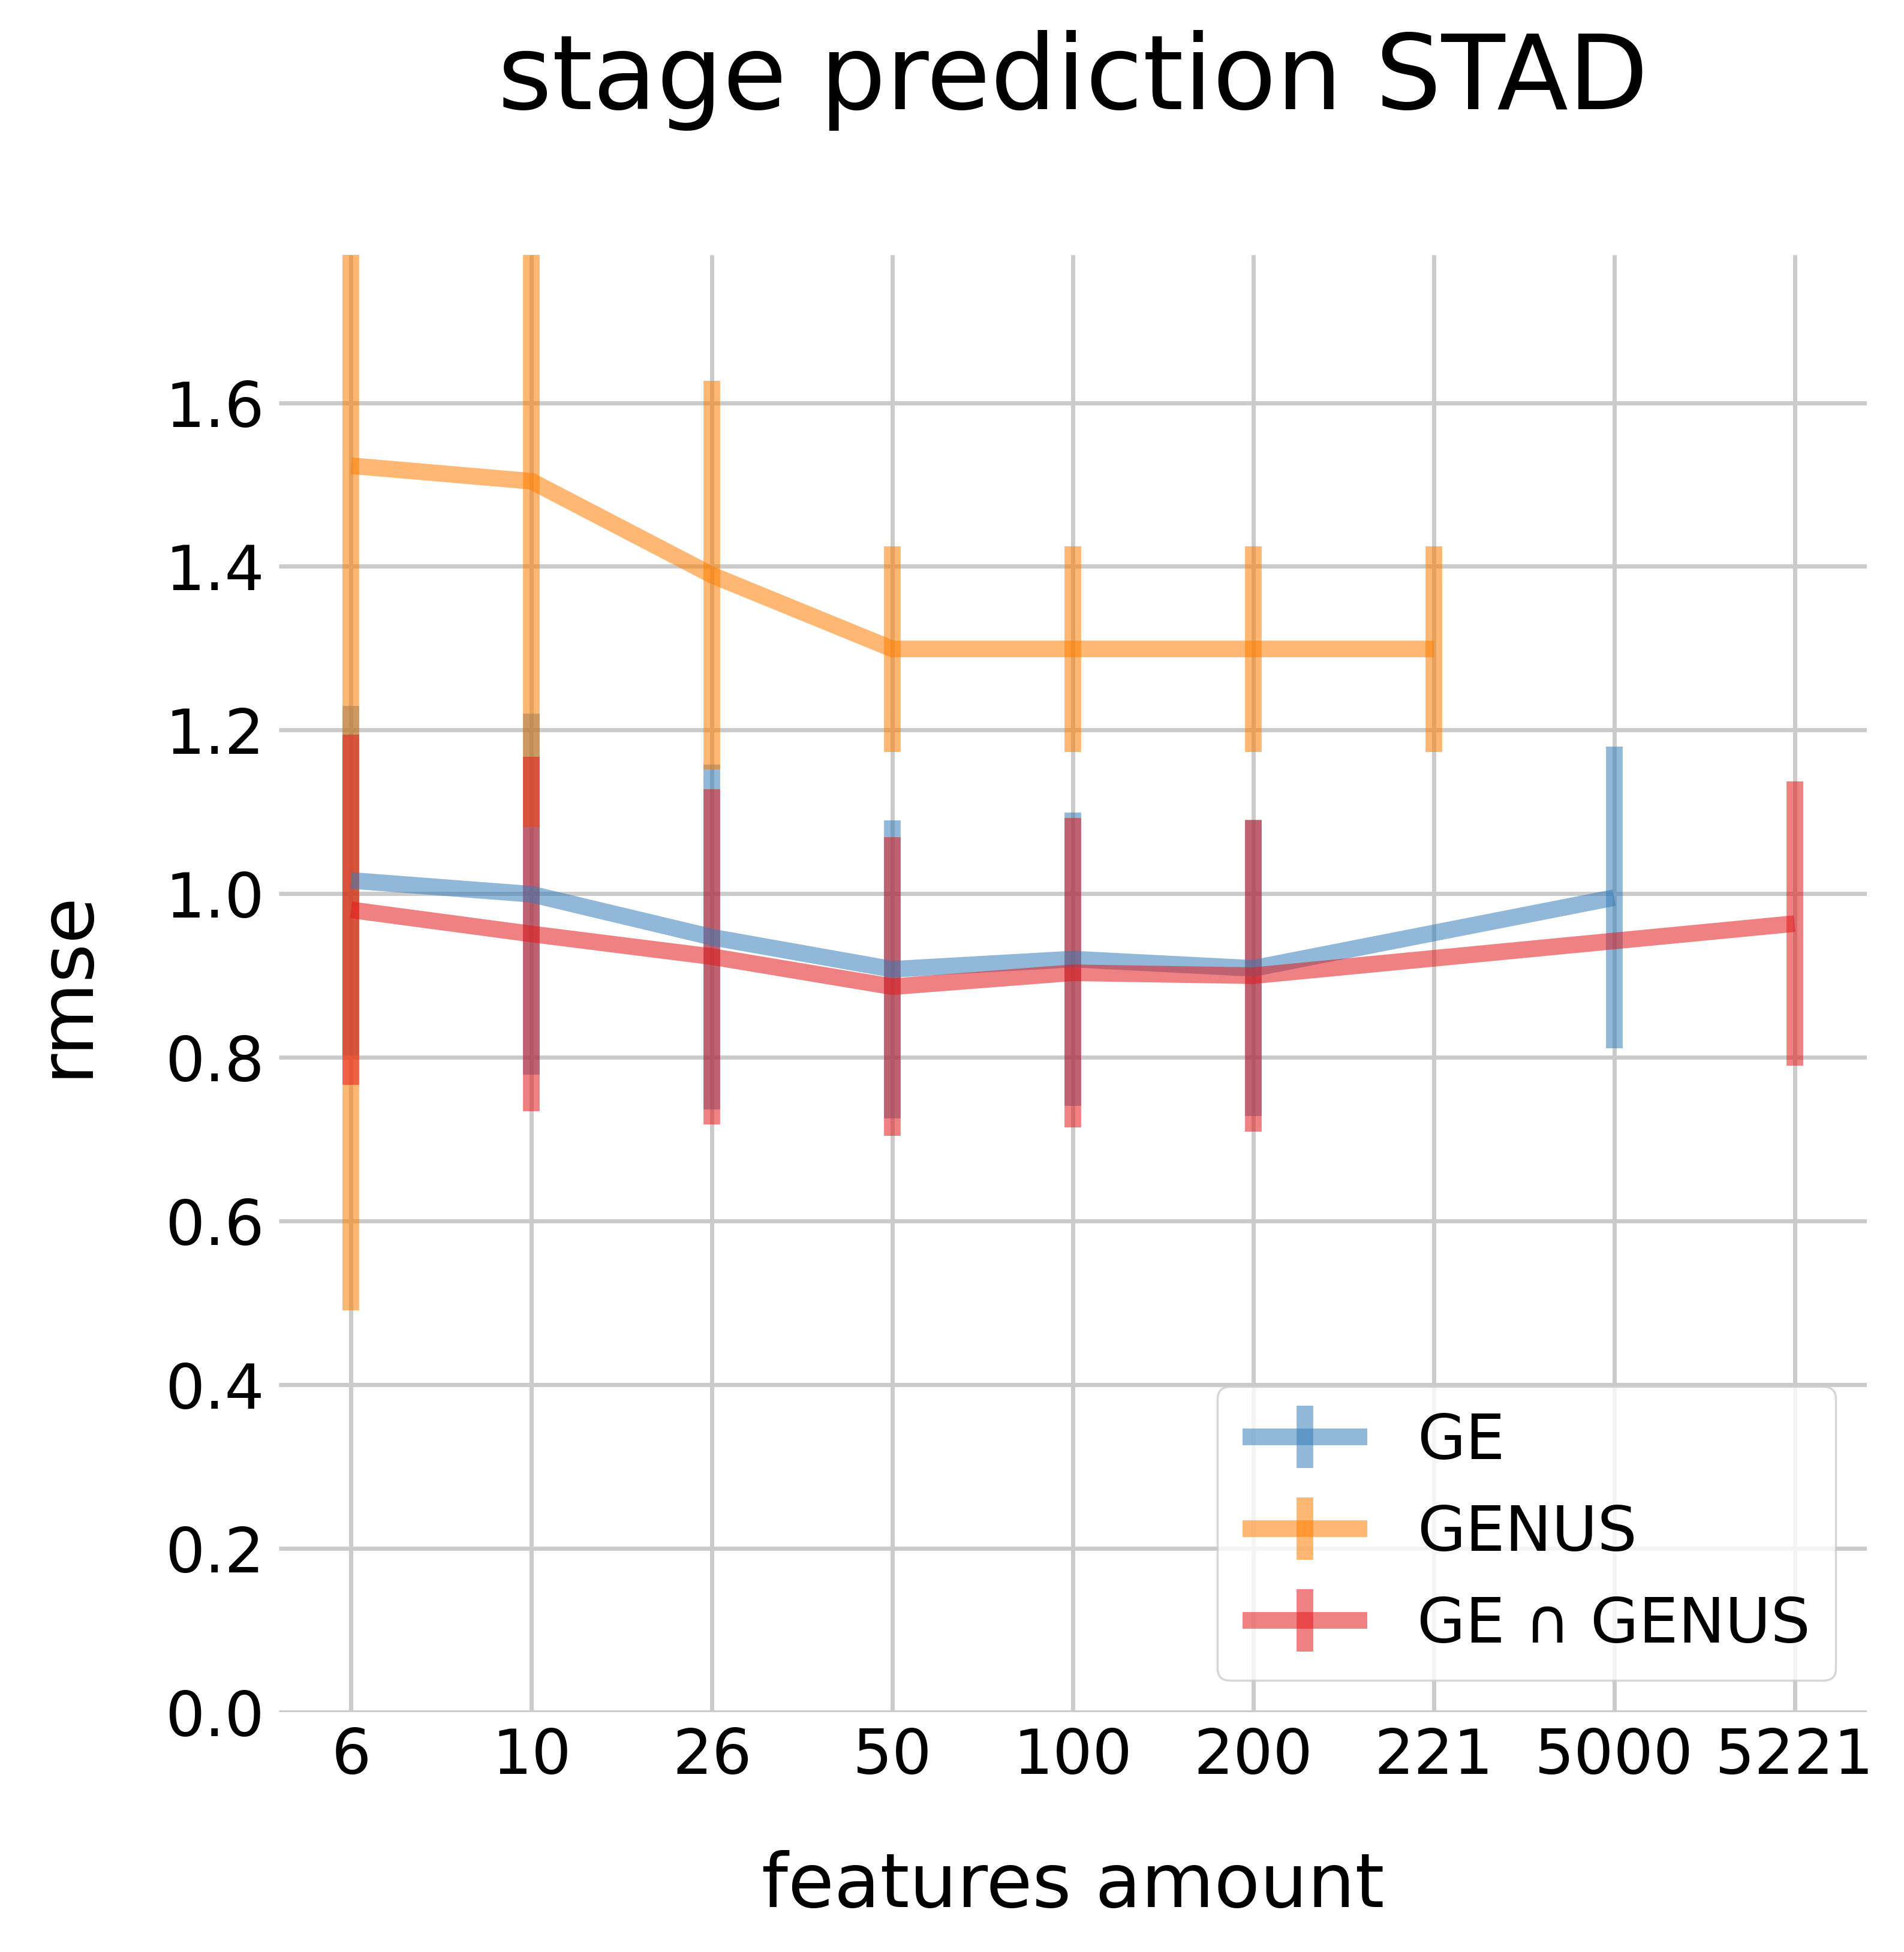 stage prediction STAD
rmse
1.6
1.4
1.2
1.0
0.8
0.6
0.4
0.2
0.0
6 10 26 50 100 200 221 5000 5221
features amount
GE
GENUS
GE ∩ GENUS